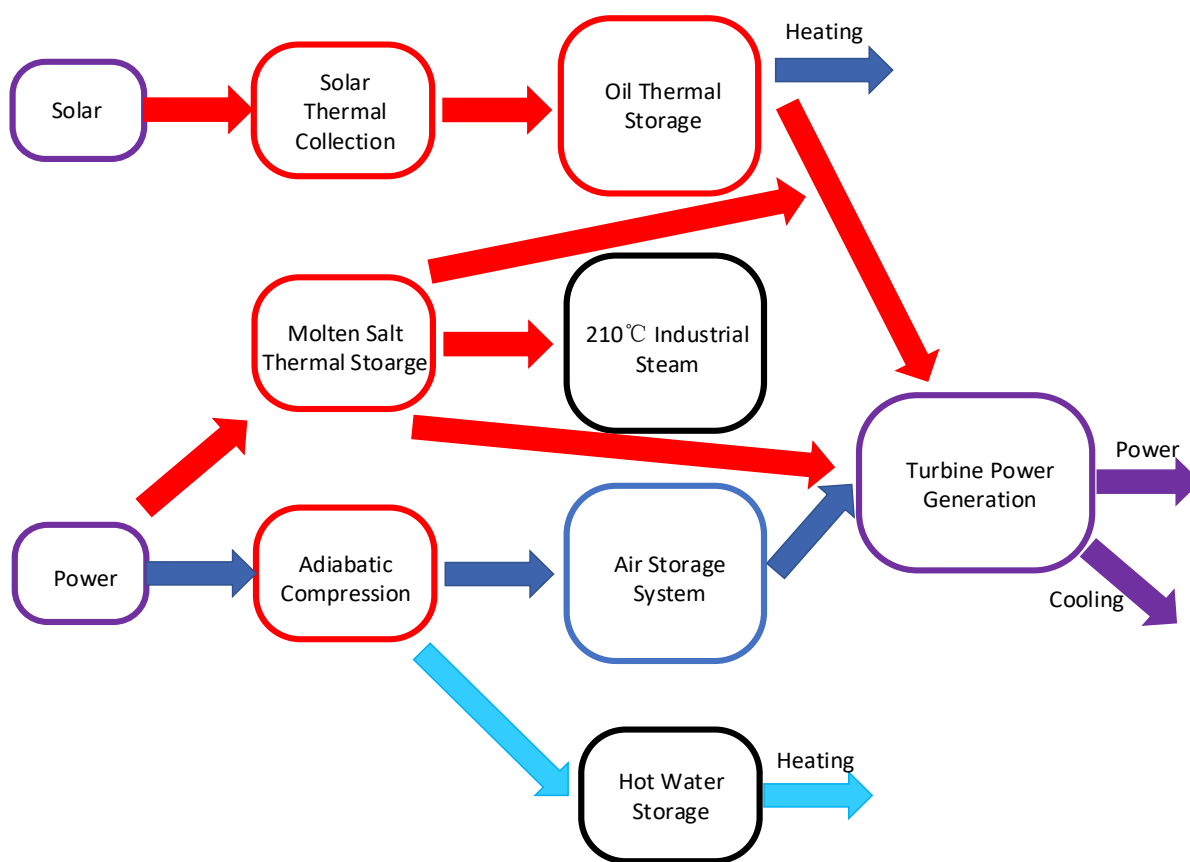 Heating
Solar
Solar
Thermal
Collection
Oil Thermal
Storage
Molten Salt
Thermal Stoarge
210℃ Industrial
Steam
Turbine Power
Generation
Power
Power
Adiabatic
Compression
Air Storage
System
Cooling
Hot Water
Storage
Heating